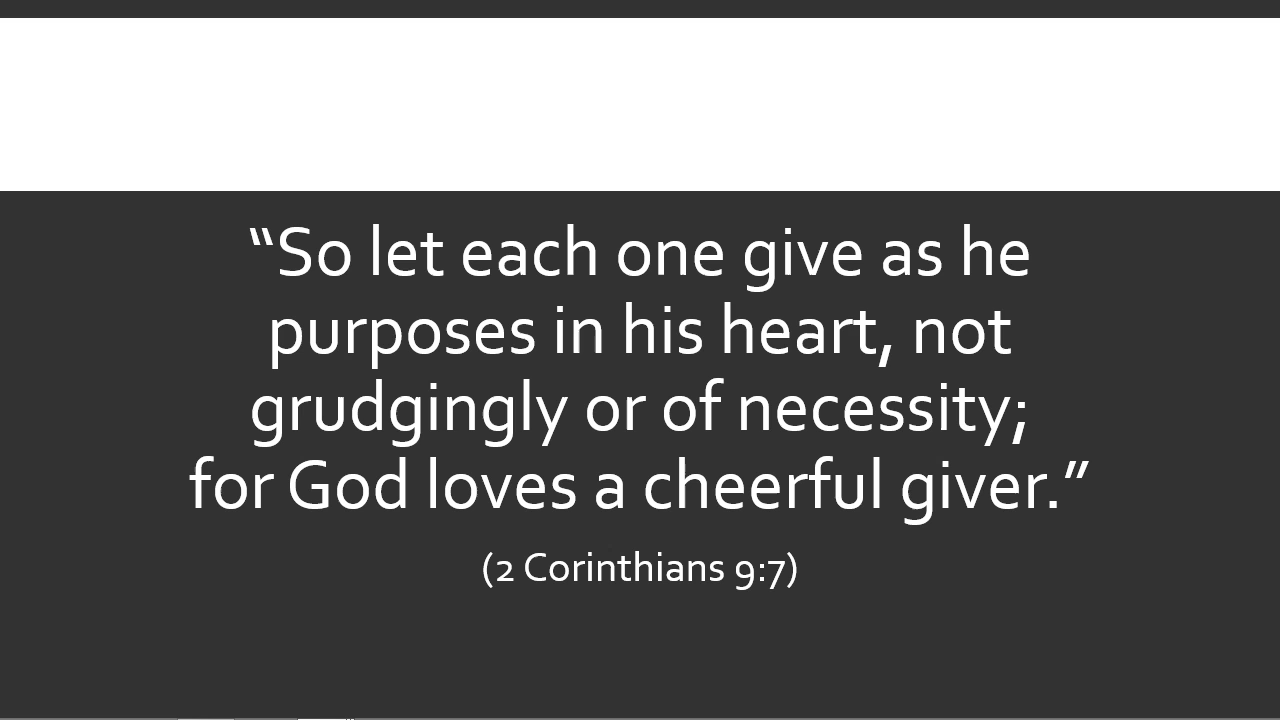 “So let each one give as he
purposes in his heart, not
grudgingly or of necessity;
for God loves a cheerful giver.”
(2 Corinthians 9:7)